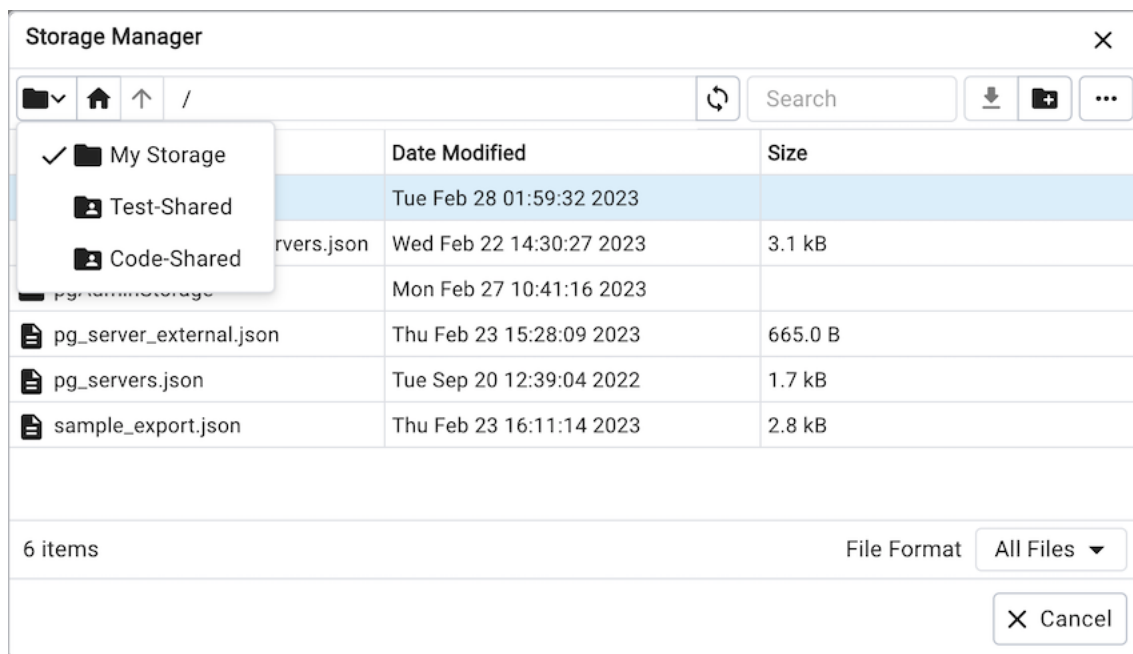 Storage Manager
/
Search
My Storage
Test-Shared
Code-Shared
Date Modified
Size
Tue Feb 28 01:59:32 2023
rvers.json
Wed Feb 22 14:30:27 2023
3.1 kB
pgAdminStorage
Mon Feb 27 10:41:16 2023
pg_server_external.json
Thu Feb 23 15:28:09 2023
665.0 B
pg_servers.json
Tue Sep 20 12:39:04 2022
1.7 kB
sample_export.json
Thu Feb 23 16:11:14 2023
2.8 kB
6 items
File Format
All Files
Cancel